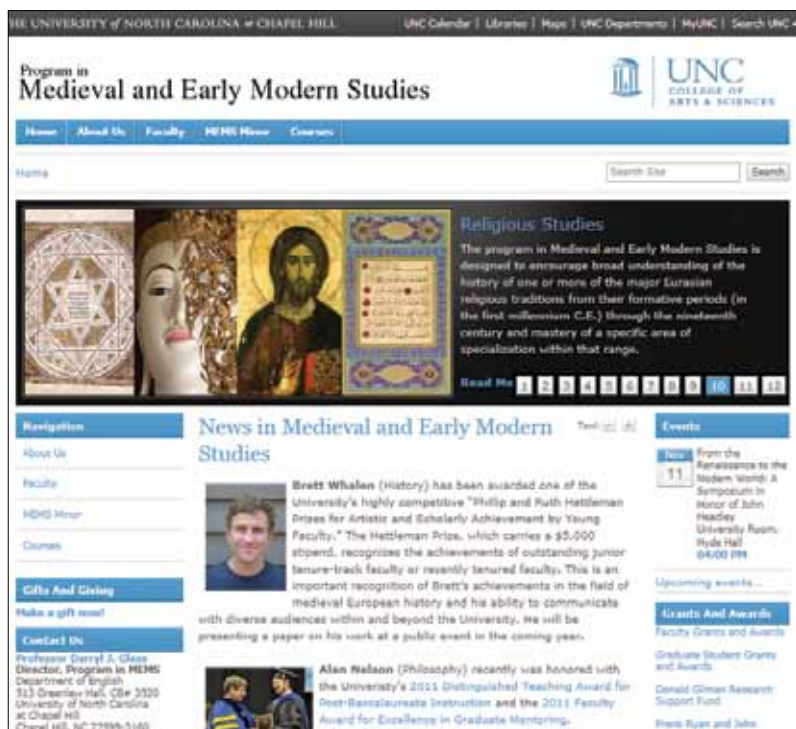 THE UNIVERSITY of NORTH CAROLINA at CHAPEL HILL
UNC Calendar | Libraries | Maps | UNC Departments | MyUNC | Search UNC
Program in
Medieval and Early Modern Studies
UNC
COLLEGE OF
ARTS & SCIENCES
Home About Us Faculty MEMS Minor Courses
Home
Search Site Search
Religious Studies
The program in Medieval and Early Modern Studies is
designed to encourage broad understanding of the
history of one or more of the major Eurasian
religious traditions from their formative periods (in
the first millennium C.E.) through the nineteenth
century and mastery of a specific area of
specialization within that range.
Read Me 1 2 3 4 5 6 7 8 9 10 11 12
Navigation
About Us
Faculty
MEMS Minor
Courses
Gifts And Giving
Make a gift now!
Contact Us
Professor Darryl J. Gless
Director, Program in MEMS
Department of English
513 Greenlaw Hall, CB# 3520
University of North Carolina
at Chapel Hill
Chapel Hill, NC 27599-3160
News in Medieval and Early Modern
Studies
Text
Brett Whalen (History) has been awarded one of the
University's highly competitive "Phillip and Ruth Hettleman
Prizes for Artistic and Scholarly Achievement by Young
Faculty." The Hettleman Prize, which carries a $5,000
stipend, recognizes the achievements of outstanding junior
tenure-track faculty or recently tenured faculty. This is an
important recognition of Brett's achievements in the field of
medieval European history and his ability to communicate
with diverse audiences within and beyond the University. He will be
presenting a paper on his work at a public event in the coming year.
Alan Nelson (Philosophy) recently was honored with
the Univeristy's 2011 Distinguished Teaching Award for
Post-Baccalaureate Instruction and the 2011 Faculty
Award for Excellence in Graduate Mentoring.
Events
Nov
11
From the
Renaissance to the
Modern World: A
Symposium in
Honor of John
Headley
University Room,
Hyde Hall
04:00 PM
Upcoming events...
Grants And Awards
Faculty Grants and Awards
Graduate Student Grants
and Awards
Donald Gilman Research
Support Fund
Frank Ryan and John